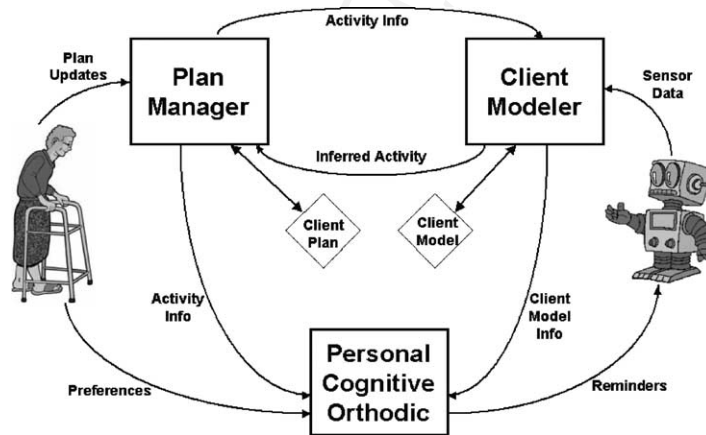 Activity Info
Plan
Updates
Plan
Manager
Client
Modeler
Sensor
Data
Inferred Activity
Client
Plan
Client
Model
Activity
Info
Client
Model
Info
Personal
Cognitive
Orthodic
Preferences
Reminders